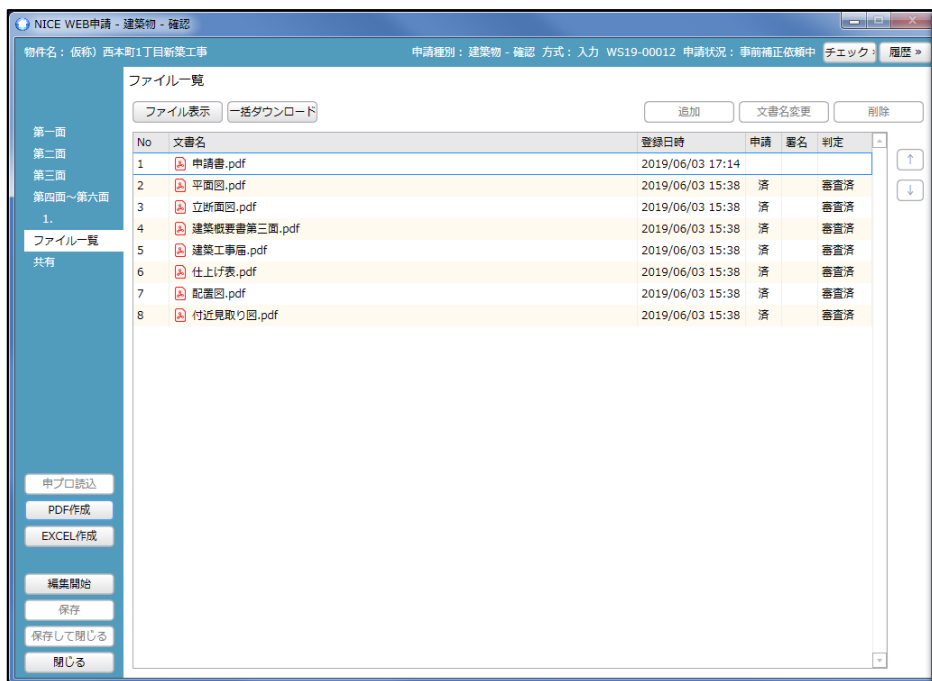 NICE WEB申請 - 建築物 - 確認
物件名： 仮称）西本町1丁目新築工事 申請種別： 建築物 - 確認 方式： 入力 WS19-00012 申請状況： 事前補正依頼中 チェック » 履歴 »
ファイル一覧
ファイル表示 一括ダウンロード 追加 文書名変更 削除
第一面
第二面
第三面
第四面～第六面
1.
ファイル一覧
共有
No 文書名 登録日時 申請 署名 判定
1 申請書.pdf 2019/06/03 17:14
2 平面図.pdf 2019/06/03 15:38 済 審査済
3 立断面図.pdf 2019/06/03 15:38 済 審査済
4 建築概要書第三面.pdf 2019/06/03 15:38 済 審査済
5 建築工事届.pdf 2019/06/03 15:38 済 審査済
6 仕上げ表.pdf 2019/06/03 15:38 済 審査済
7 配置図.pdf 2019/06/03 15:38 済 審査済
8 付近見取り図.pdf 2019/06/03 15:38 済 審査済
↑
↓
申プロ読込
PDF作成
EXCEL作成
編集開始
保存
保存して閉じる
閉じる